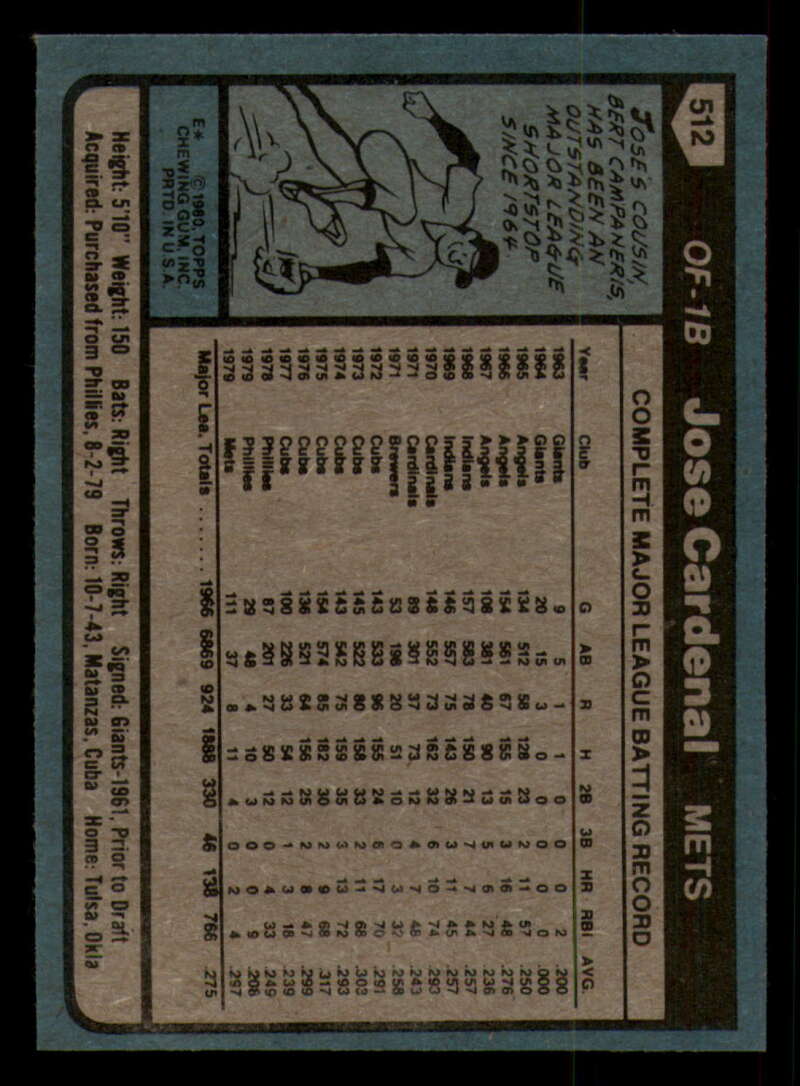 512 OF-1B Jose Cardenal METS
JOSE'S COUSIN,
BERT CAMPANERIS,
HAS BEEN AN
OUTSTANDING
MAJOR LEAGUE
SHORTSTOP
SINCE 1964.
E* © 1980, TOPPS
CHEWING GUM, INC.
PRTD. IN U.S.A.
COMPLETE MAJOR LEAGUE BATTING RECORD
Year Club G AB R H 2B 3B HR RBI AVG.
1963 Giants 9 5 1 1 0 0 0 2 .200
1964 Giants 20 15 3 0 0 0 0 0 .000
1965 Angels 134 512 58 128 23 2 11 57 .250
1966 Angels 154 561 67 155 15 3 16 48 .276
1967 Angels 108 381 40 90 13 5 6 27 .236
1968 Indians 157 583 78 150 21 7 7 44 .257
1969 Indians 146 557 75 143 26 3 11 45 .257
1970 Cardinals 148 552 73 162 32 6 10 74 .293
1971 Cardinals 89 301 37 73 12 4 7 48 .243
1971 Brewers 53 198 20 51 10 0 3 32 .258
1972 Cubs 143 533 96 155 24 6 17 70 .291
1973 Cubs 145 522 80 158 33 2 11 68 .303
1974 Cubs 143 542 75 159 35 3 13 72 .293
1975 Cubs 154 574 85 182 30 2 9 68 .317
1976 Cubs 136 521 64 156 25 2 8 47 .299
1977 Cubs 100 226 33 54 12 1 3 18 .239
1978 Phillies 87 201 27 50 12 0 4 33 .249
1979 Phillies 29 48 4 10 3 0 0 9 .208
1979 Mets 111 37 8 11 4 0 2 4 .297
Major Lea. Totals ....... 1966 6869 924 1888 330 46 138 766 .275
Height: 5'10" Weight: 150 Bats: Right Throws: Right Signed: Giants-1961, Prior to Draft
Acquired: Purchased from Phillies, 8-2-79 Born: 10-7-43, Matanzas, Cuba Home: Tulsa, Okla